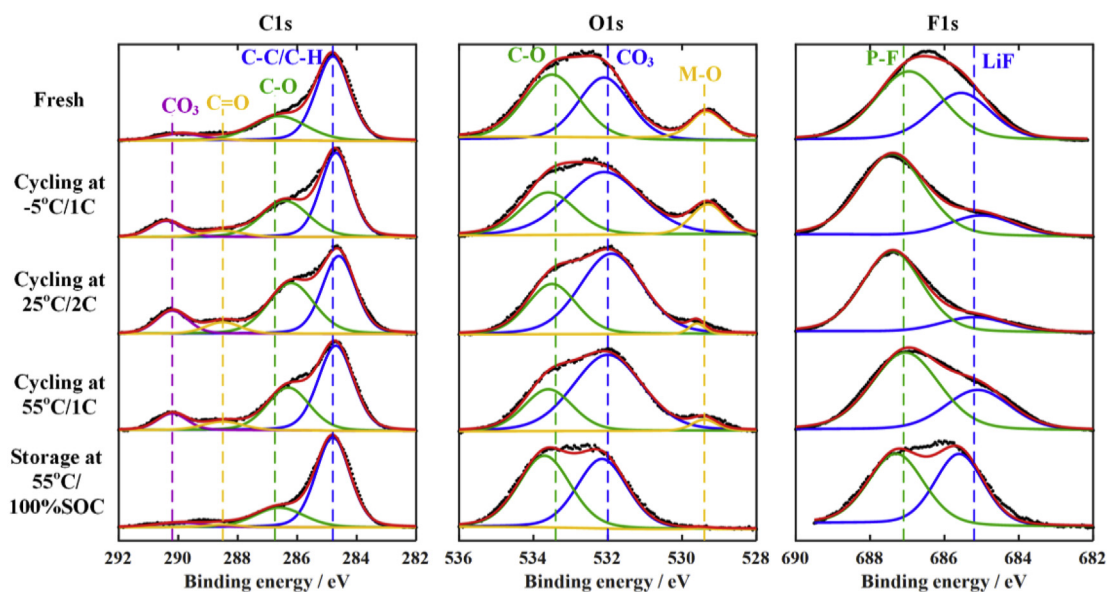 C1s
O1s
F1s
Fresh
CO3
C=O
C-O
C-C/C-H
C-O
CO3
M-O
P-F
LiF
Cycling at
-5°C/1C
Cycling at
25°C/2C
Cycling at
55°C/1C
Storage at
55°C/
100%SOC
292 290 288 286 284 282
536 534 532 530 528
690 688 686 684 682
Binding energy / eV
Binding energy / eV
Binding energy / eV